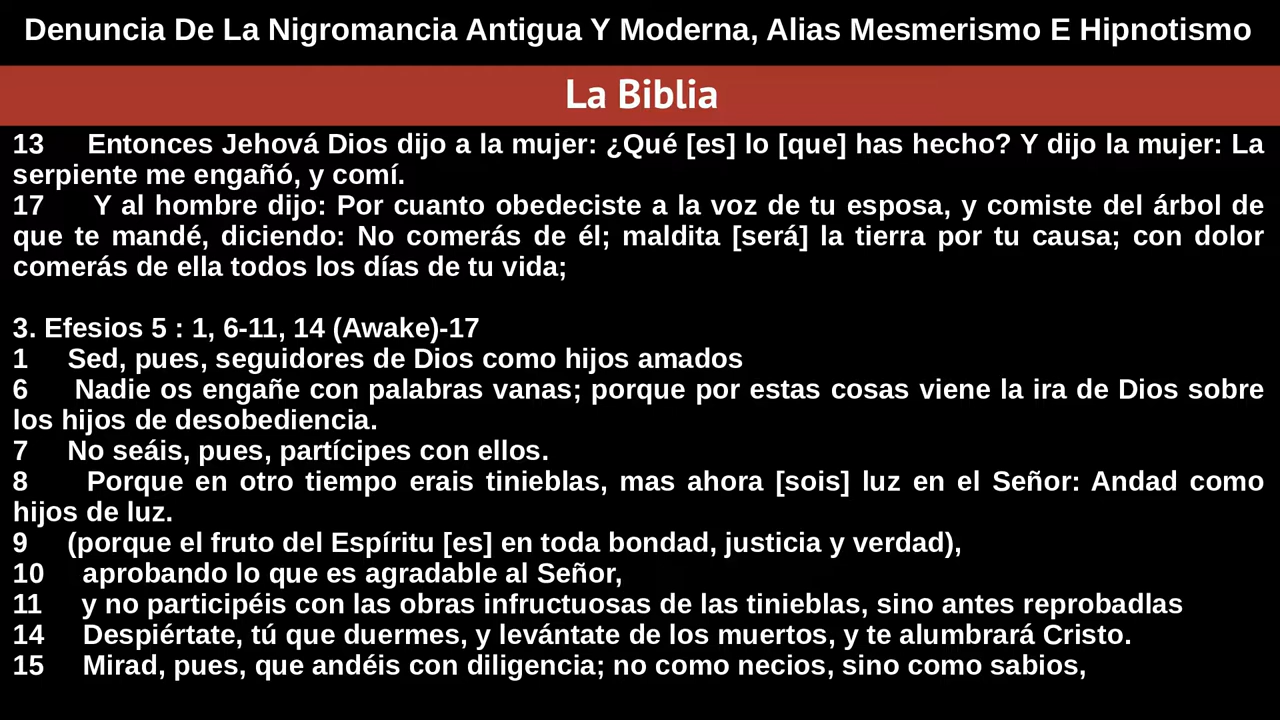 Denuncia De La Nigromancia Antigua Y Moderna, Alias Mesmerismo E Hipnotismo
La Biblia
13 Entonces Jehová Dios dijo a la mujer: ¿Qué [es] lo [que] has hecho? Y dijo la mujer: La
serpiente me engañó, y comí.
17 Y al hombre dijo: Por cuanto obedeciste a la voz de tu esposa, y comiste del árbol de
que te mandé, diciendo: No comerás de él; maldita [será] la tierra por tu causa; con dolor
comerás de ella todos los días de tu vida;
3. Efesios 5 : 1, 6-11, 14 (Awake)-17
1 Sed, pues, seguidores de Dios como hijos amados
6 Nadie os engañe con palabras vanas; porque por estas cosas viene la ira de Dios sobre
los hijos de desobediencia.
7 No seáis, pues, partícipes con ellos.
8 Porque en otro tiempo erais tinieblas, mas ahora [sois] luz en el Señor: Andad como
hijos de luz.
9 (porque el fruto del Espíritu [es] en toda bondad, justicia y verdad),
10 aprobando lo que es agradable al Señor,
11 y no participéis con las obras infructuosas de las tinieblas, sino antes reprobadlas
14 Despiértate, tú que duermes, y levántate de los muertos, y te alumbrará Cristo.
15 Mirad, pues, que andéis con diligencia; no como necios, sino como sabios,